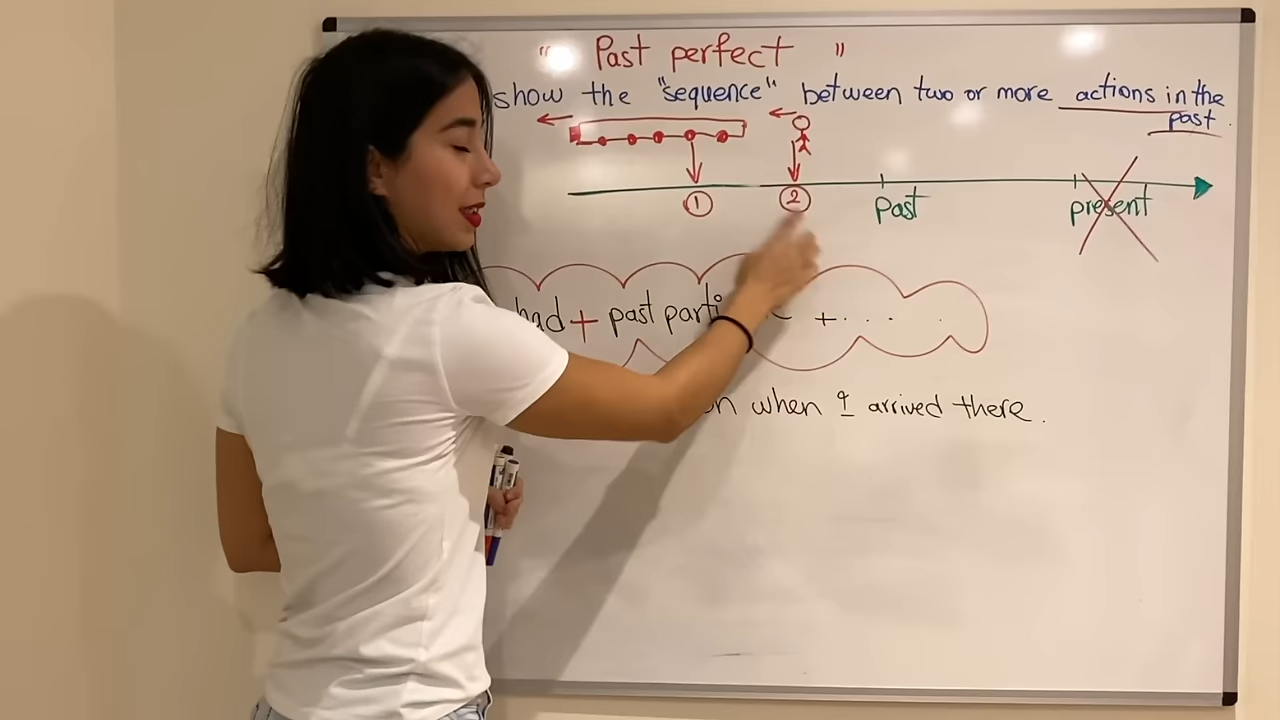 " Past perfect "
show the "sequence" between two or more actions in the
past.
1 2 Past present
had + past parti + . . . .
when I arrived there.